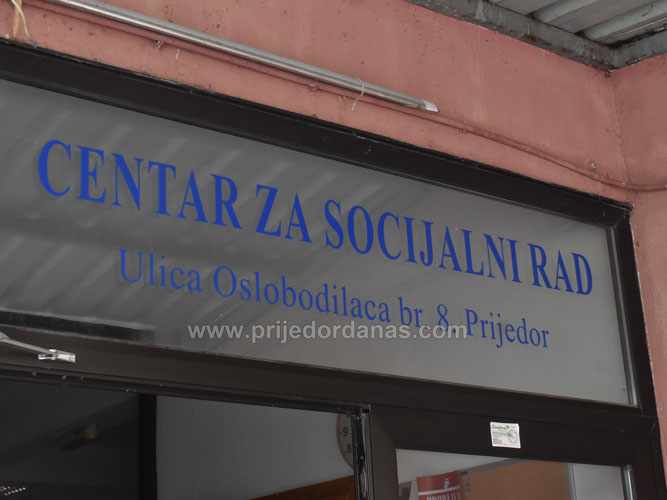 CENTAR ZA SOCIJALNI RAD
Ulica Oslobodilaca br. 8, Prijedor
www.prijedordanas.com